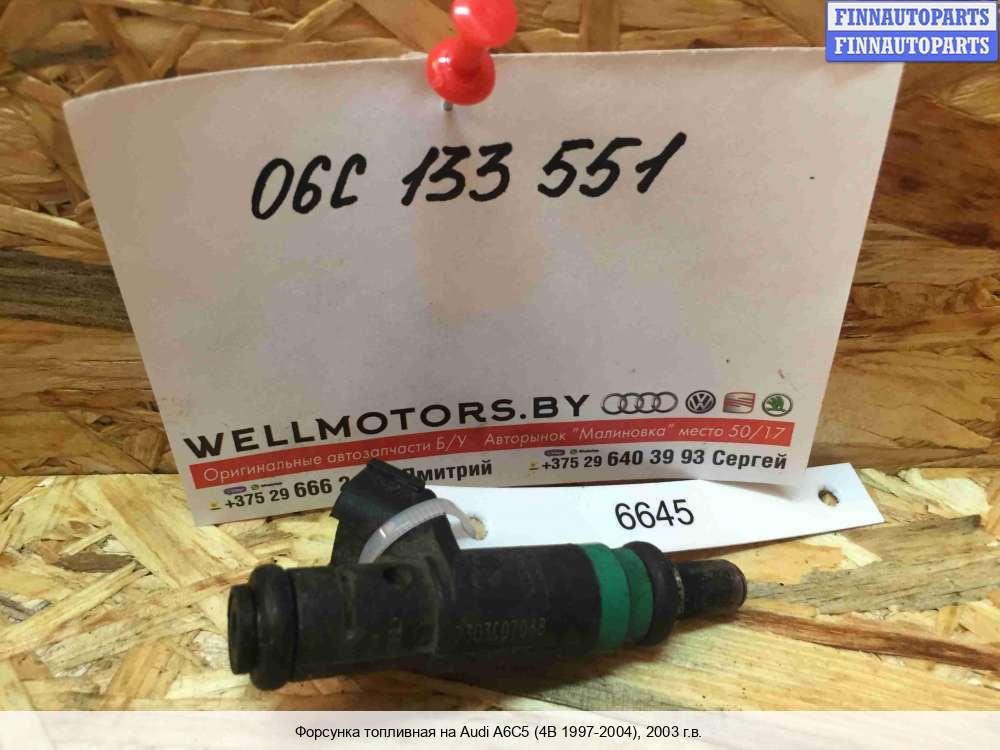 FINNAUTOPARTS
FINNAUTOPARTS
06C 133 551
WELLMOTORS.BY
Оригинальные автозапчасти Б/У Авторынок "Малиновка" место 50/17
+375 29 666 Дмитрий +375 29 640 39 93 Сергей
6645
Форсунка топливная на Audi A6C5 (4B 1997-2004), 2003 г.в.